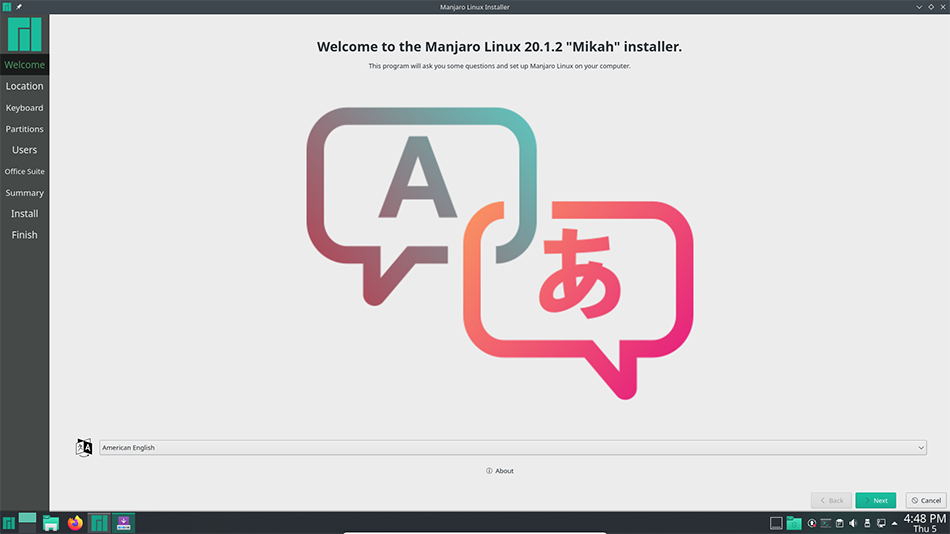 Manjaro Linux Installer
Welcome
Location
Keyboard
Partitions
Users
Office Suite
Summary
Install
Finish
Welcome to the Manjaro Linux 20.1.2 "Mikah" installer.
This program will ask you some questions and set up Manjaro Linux on your computer.
A
あ
American English
About
Back
Next
Cancel
4:48 PM
Thu 5